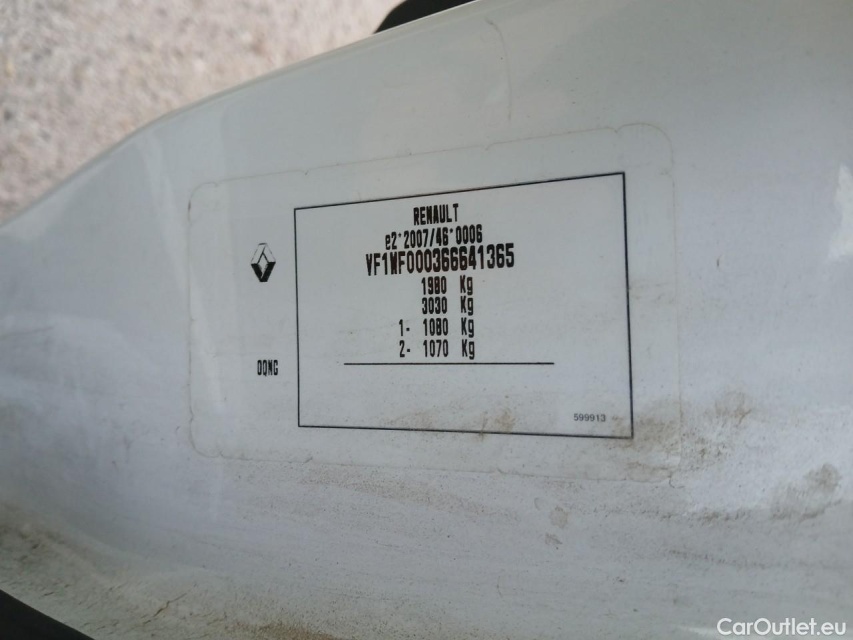 RENAULT
e2*2007/46*0006
VF1WF000366641365
1980 Kg
3030 Kg
1- 1080 Kg
2- 1070 Kg
DQNG
599913
CarOutlet.eu